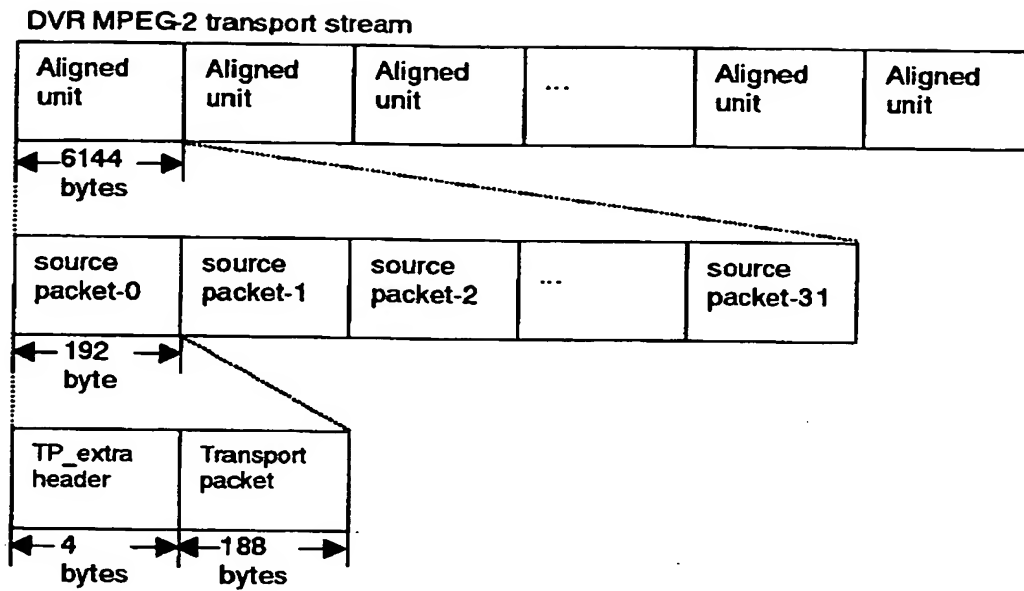 DVR MPEG-2 transport stream
Aligned unit
Aligned unit
Aligned unit
...
Aligned unit
Aligned unit
6144 bytes
source packet-0
source packet-1
source packet-2
...
source packet-31
192 byte
TP_extra header
Transport packet
4 bytes
188 bytes